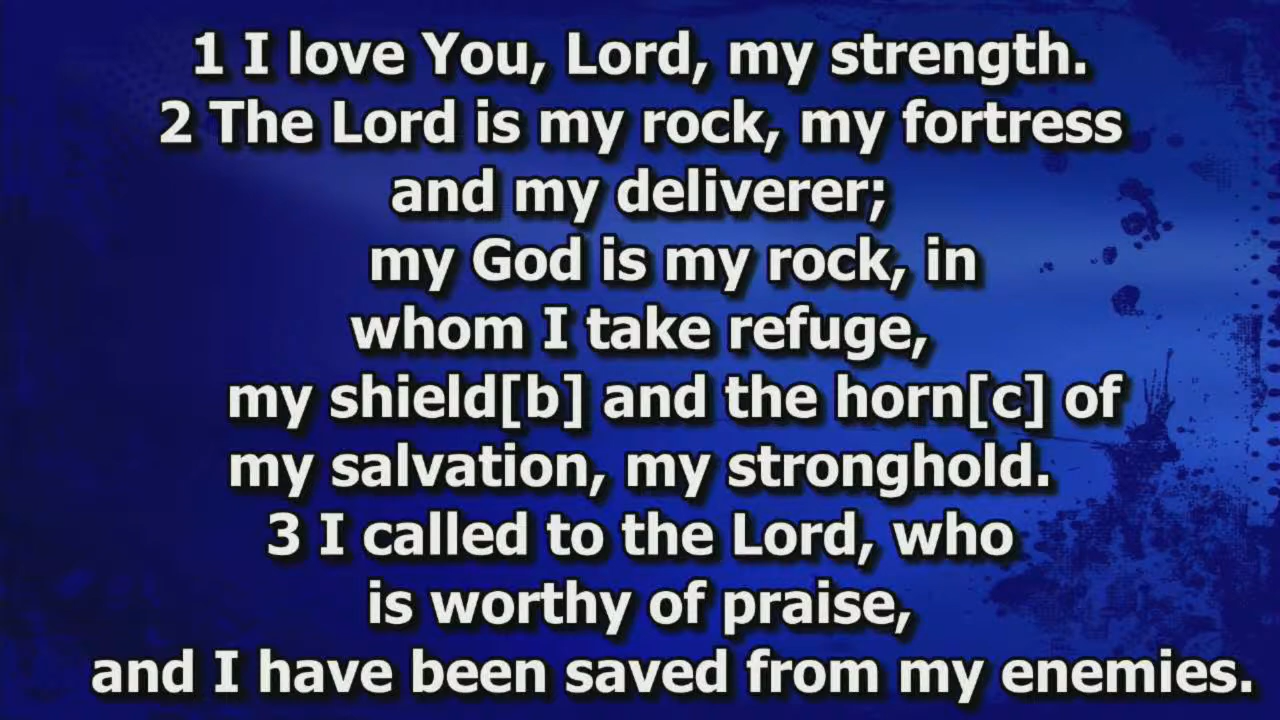 1 I love You, Lord, my strength.
2 The Lord is my rock, my fortress
and my deliverer;
my God is my rock, in
whom I take refuge,
my shield[b] and the horn[c] of
my salvation, my stronghold.
3 I called to the Lord, who
is worthy of praise,
and I have been saved from my enemies.